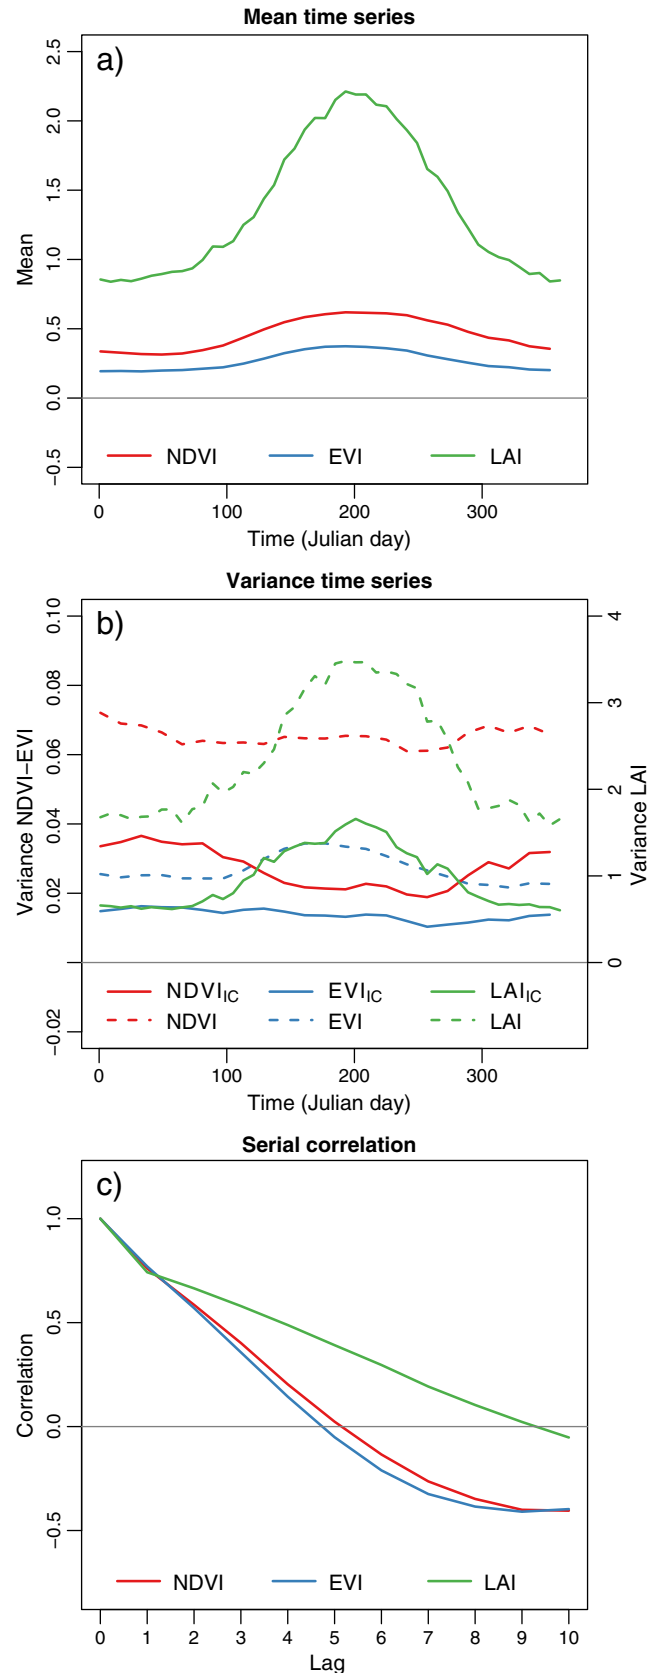 Mean time series
a)
2.5
2.0
1.5
1.0
0.5
0.0
−0.5
Mean
NDVI EVI LAI
0 100 200 300
Time (Julian day)
Variance time series
b)
0.10
0.08
0.06
0.04
0.02
−0.02
Variance NDVI−EVI
4
3
2
1
0
Variance LAI
NDVI_IC EVI_IC LAI_IC
NDVI EVI LAI
0 100 200 300
Time (Julian day)
Serial correlation
c)
1.0
0.5
0.0
−0.5
Correlation
NDVI EVI LAI
0 1 2 3 4 5 6 7 8 9 10
Lag